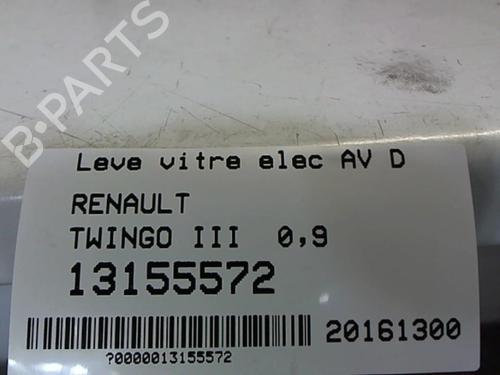 B-PARTS
Leve vitre elec AV D
RENAULT
TWINGO III 0,9
13155572
20161300
?0000013155572